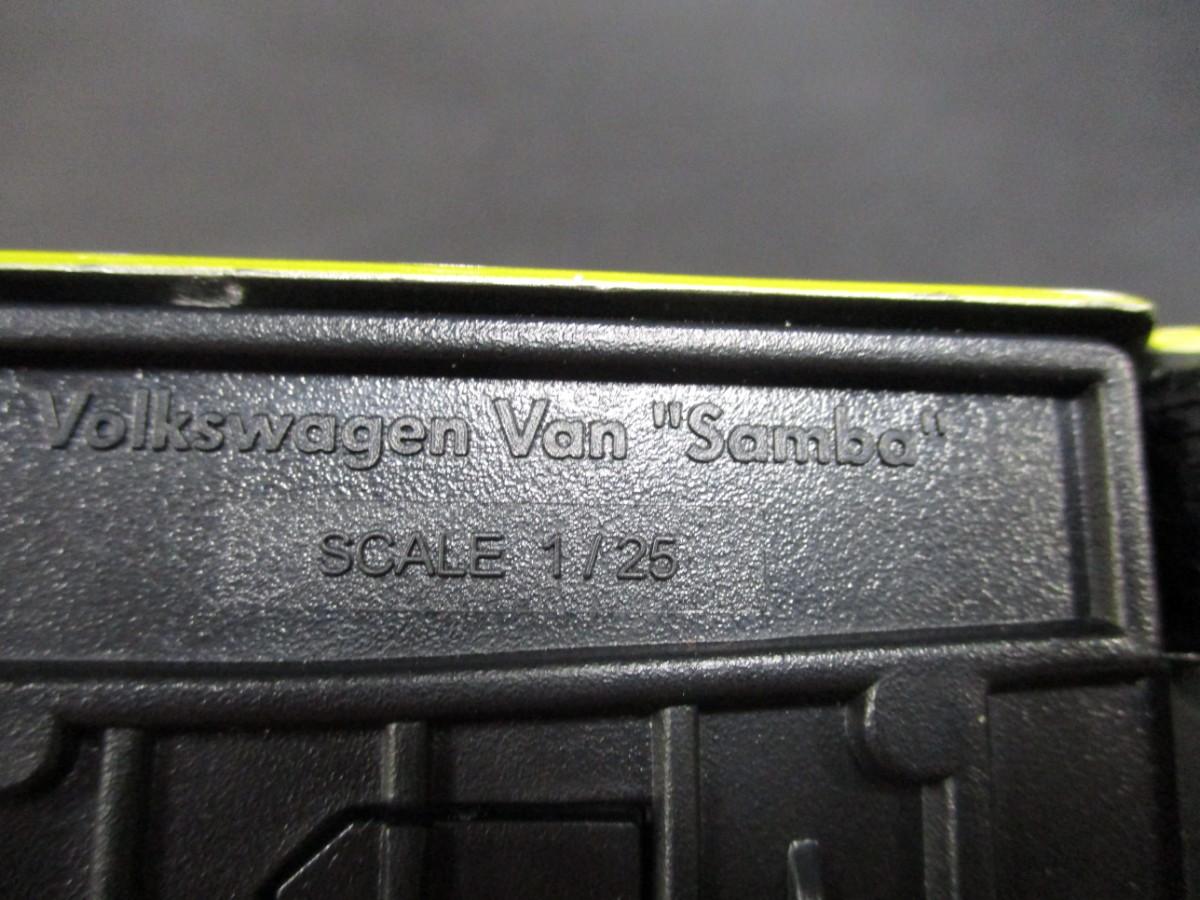 Volkswagen Van "Samba"
SCALE 1/25